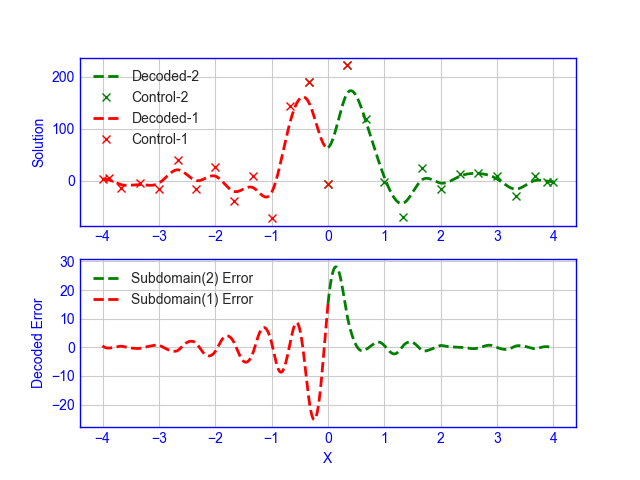 Solution
200
100
0
Decoded-2
Control-2
Decoded-1
Control-1
−4 −3 −2 −1 0 1 2 3 4
Decoded Error
30
20
10
0
−10
−20
Subdomain(2) Error
Subdomain(1) Error
−4 −3 −2 −1 0 1 2 3 4
X